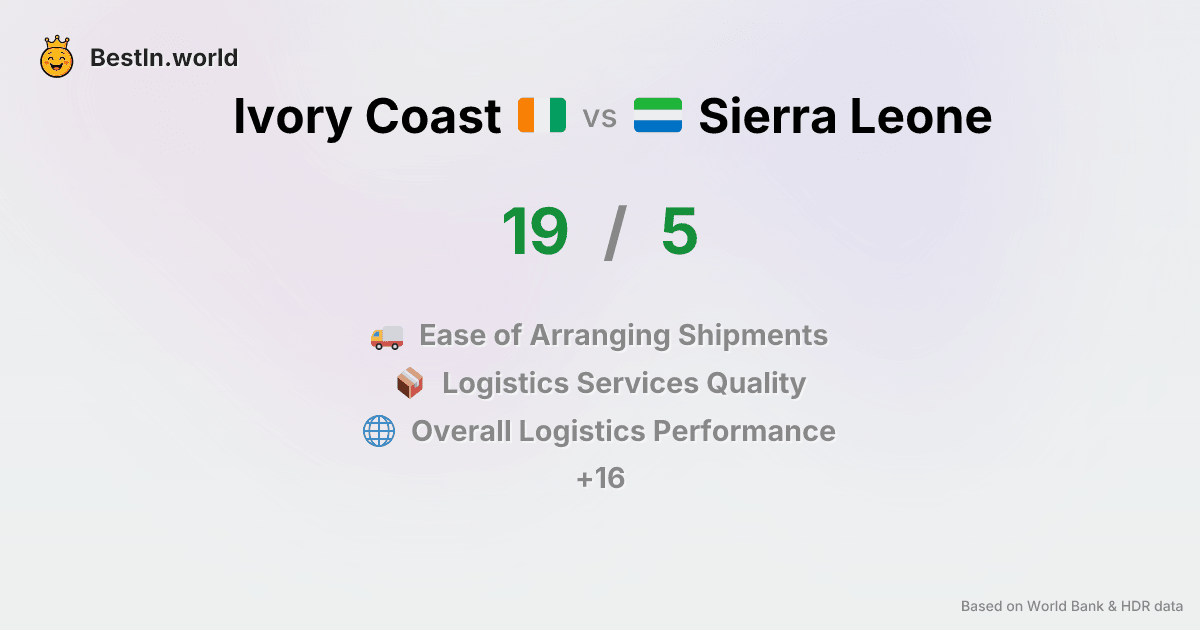 BestIn.world
Ivory Coast vs Sierra Leone
19 / 5
Ease of Arranging Shipments
Logistics Services Quality
Overall Logistics Performance
+16
Based on World Bank & HDR data